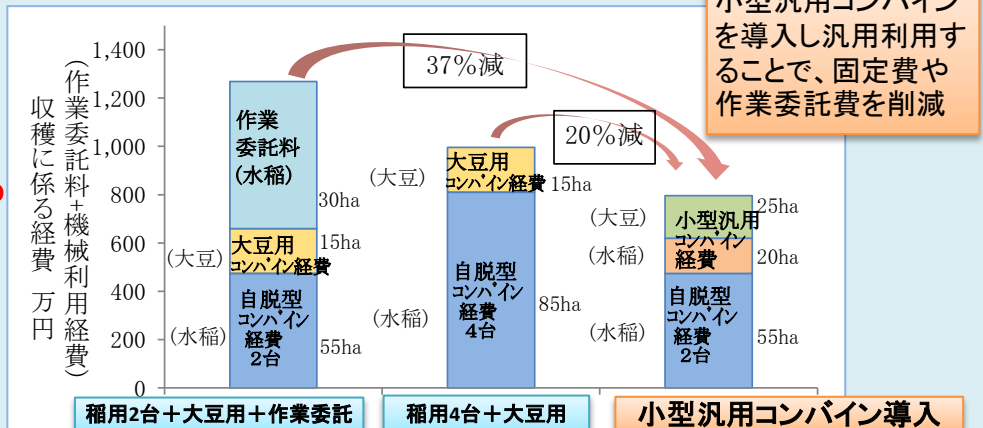 小型汎用コンバイン
を導入し汎用利用す
ることで、固定費や
作業委託費を削減
収穫に係る経費 万円
(作業委託料+機械利用経費)
1,400
1,200
1,000
800
600
400
200
0
37%減
20%減
作業
委託料
(水稲)
30ha
(大豆)
大豆用
コンバイン経費
15ha
(水稲)
自脱型
コンバイン
経費
2台
55ha
(大豆)
大豆用
コンバイン経費
15ha
(水稲)
自脱型
コンバイン
経費
4台
85ha
(大豆)
25ha
小型汎用
コンバイン
経費
(水稲)
20ha
(水稲)
自脱型
コンバイン
経費
2台
55ha
稲用2台+大豆用+作業委託
稲用4台+大豆用
小型汎用コンバイン導入